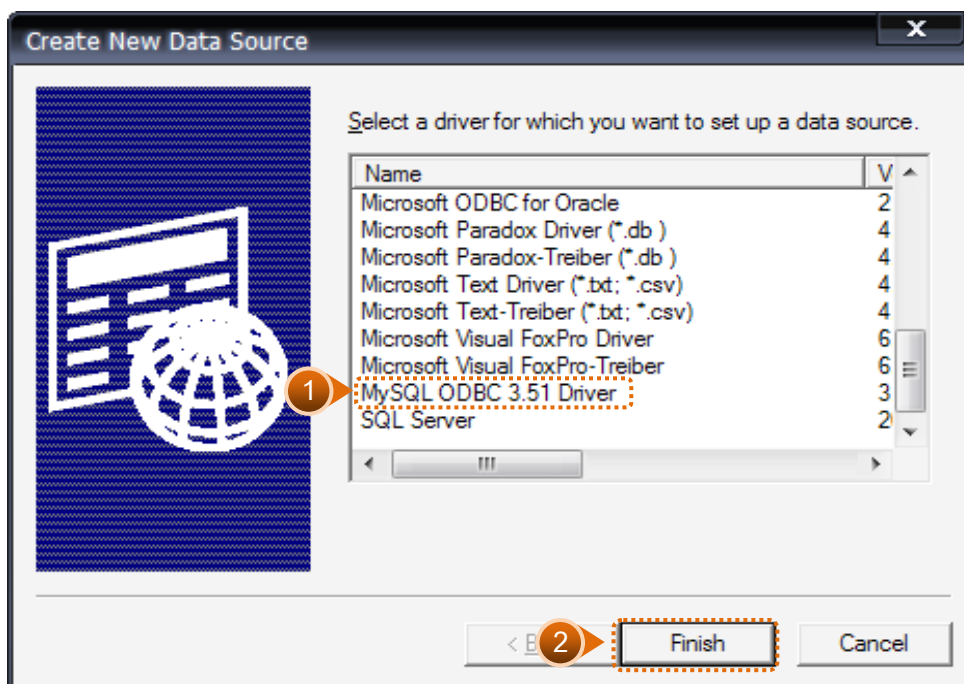 Create New Data Source
x
Select a driver for which you want to set up a data source.
Name V
Microsoft ODBC for Oracle 2
Microsoft Paradox Driver (*.db ) 4
Microsoft Paradox-Treiber (*.db ) 4
Microsoft Text Driver (*.txt; *.csv) 4
Microsoft Text-Treiber (*.txt; *.csv) 4
Microsoft Visual FoxPro Driver 6
Microsoft Visual FoxPro-Treiber 6
1 MySQL ODBC 3.51 Driver 3
SQL Server 2
< B 2 Finish Cancel